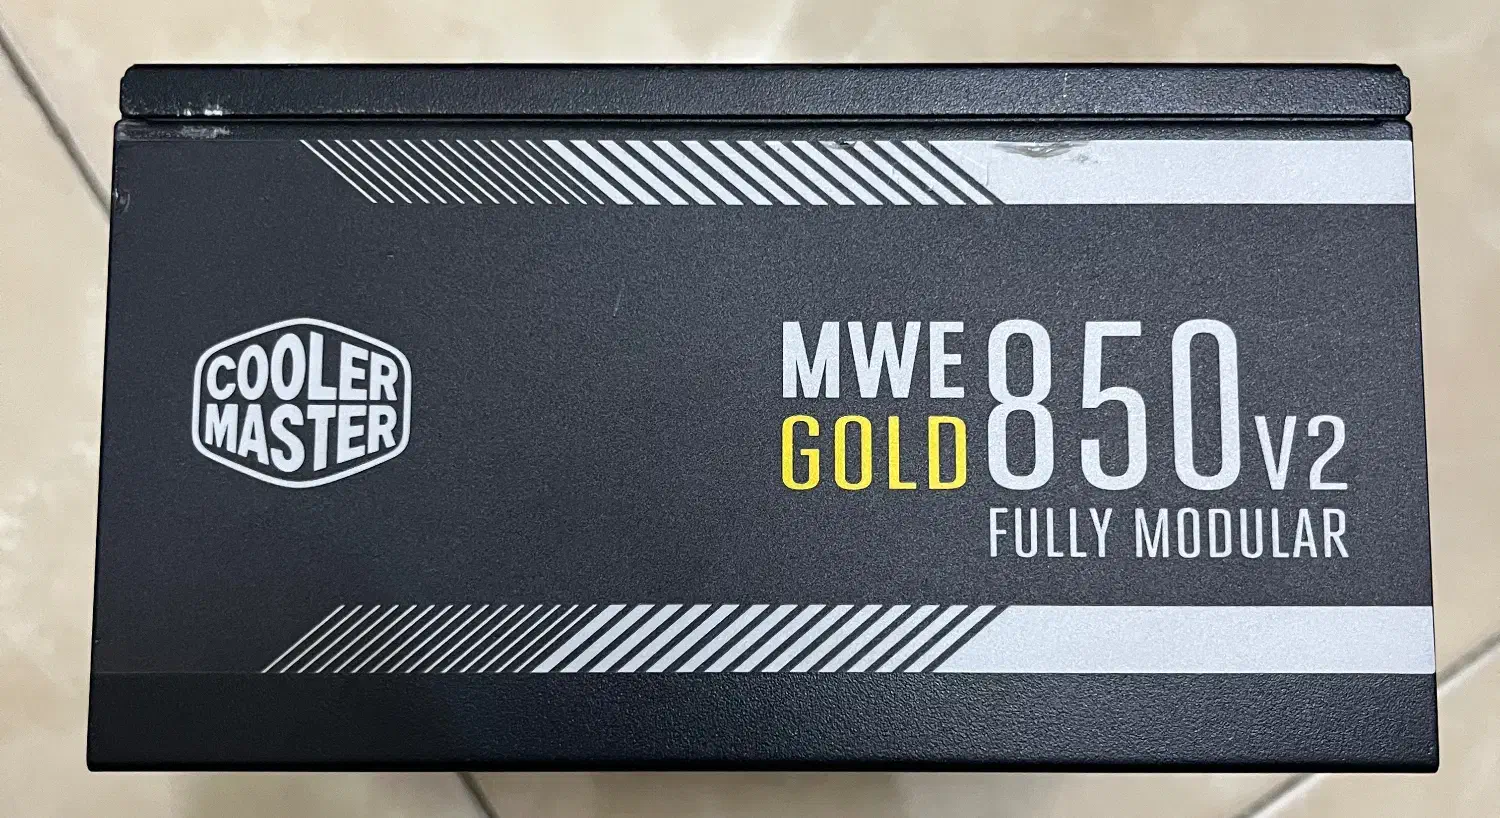 COOLER
MASTER
MWE
GOLD 850 V2
FULLY MODULAR